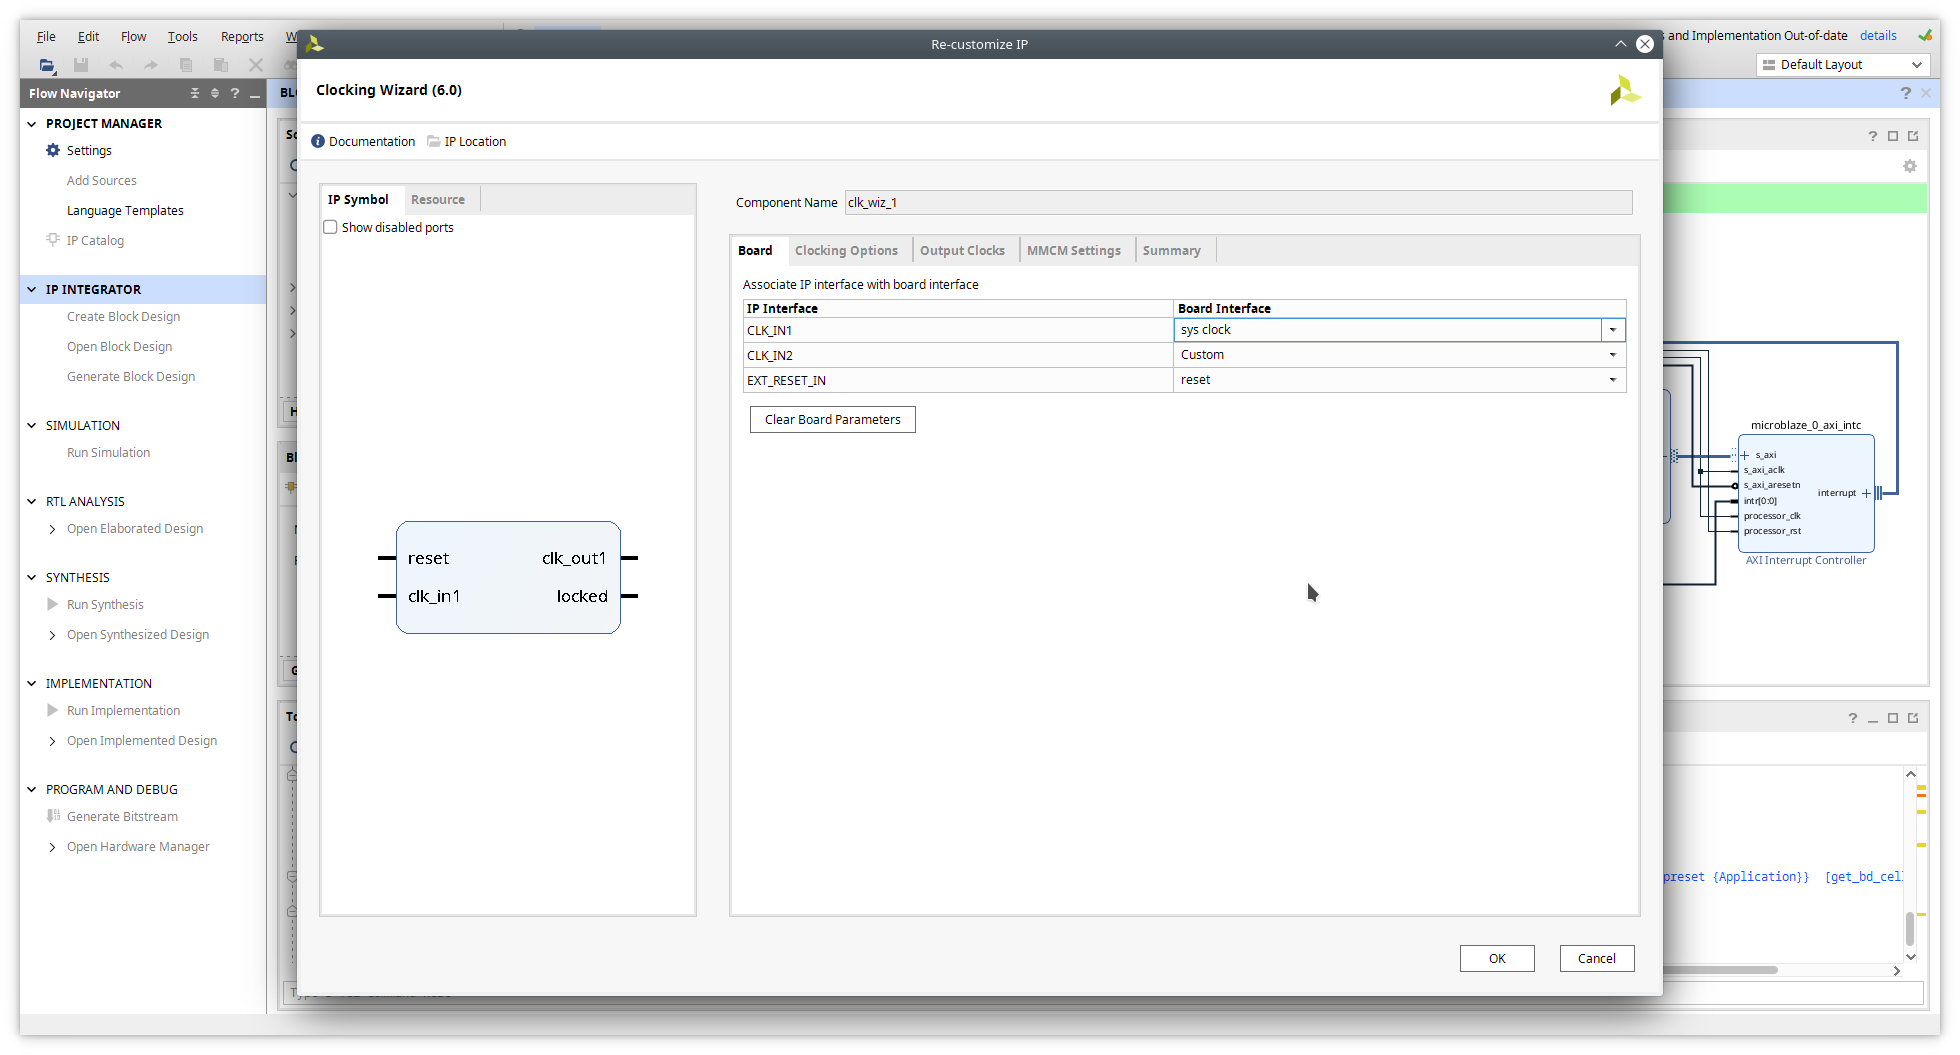 File Edit Flow Tools Reports
Re-customize IP
s and Implementation Out-of-date details
Default Layout
Flow Navigator
?
PROJECT MANAGER
Settings
Add Sources
Language Templates
IP Catalog
IP INTEGRATOR
Create Block Design
Open Block Design
Generate Block Design
SIMULATION
Run Simulation
RTL ANALYSIS
Open Elaborated Design
SYNTHESIS
Run Synthesis
Open Synthesized Design
IMPLEMENTATION
Run Implementation
Open Implemented Design
PROGRAM AND DEBUG
Generate Bitstream
Open Hardware Manager
Clocking Wizard (6.0)
Documentation
IP Location
IP Symbol
Resource
Show disabled ports
reset
clk_in1
clk_out1
locked
Component Name clk_wiz_1
Board
Clocking Options
Output Clocks
MMCM Settings
Summary
Associate IP interface with board interface
IP Interface Board Interface
CLK_IN1 sys clock
CLK_IN2 Custom
EXT_RESET_IN reset
Clear Board Parameters
OK
Cancel
?
?
microblaze_0_axi_intc
s_axi
s_axi_aclk
s_axi_aresetn
intr[0:0]
processor_clk
processor_rst
interrupt
AXI Interrupt Controller
?
preset {Application}} [get_bd_cel